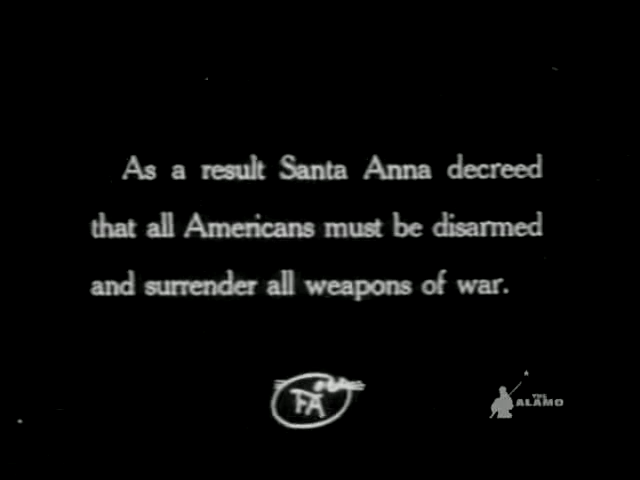 As a result Santa Anna decreed
that all Americans must be disarmed
and surrender all weapons of war.
FA
THE
ALAMO